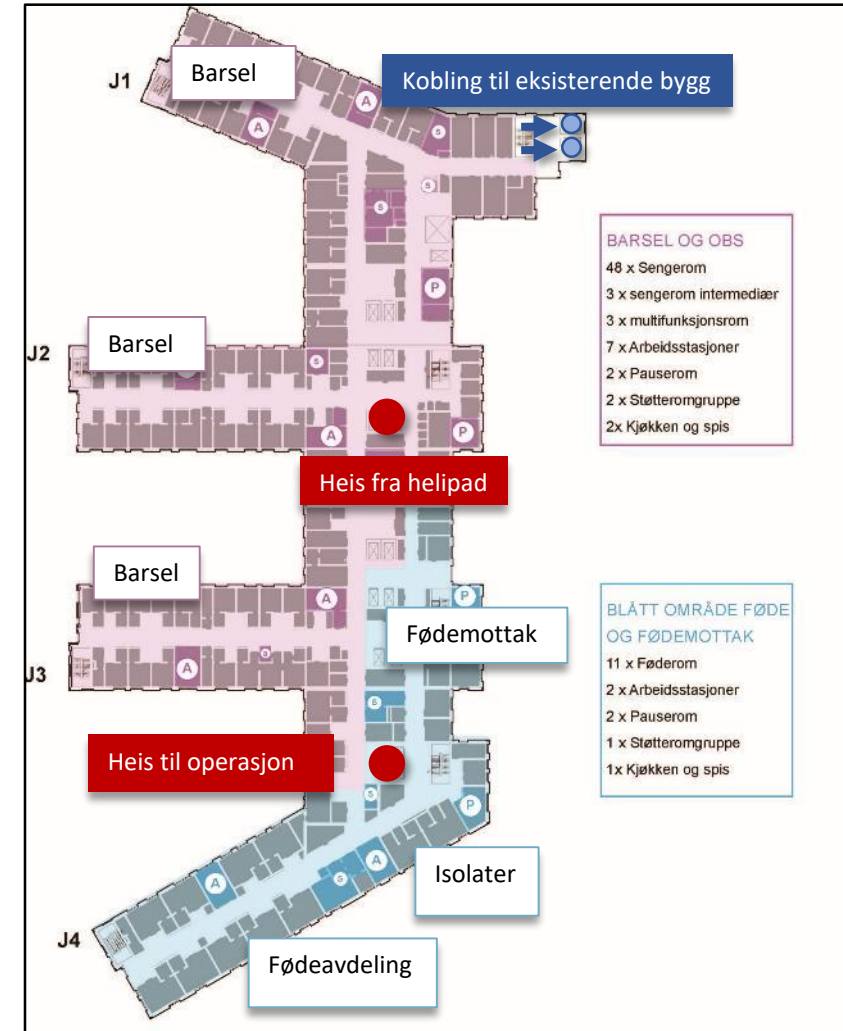 J1
Barsel
Kobling til eksisterende bygg
A
A
s
s
s
P
BARSEL OG OBS
48 x Sengerom
3 x sengerom intermediær
3 x multifunksjonsrom
7 x Arbeidsstasjoner
2 x Pauserom
2 x Støtteromgruppe
2x Kjøkken og spis
J2
Barsel
s
A
P
Heis fra helipad
Barsel
A
P
Fødemottak
BLÅTT OMRÅDE FØDE
OG FØDEMOTTAK
11 x Føderom
2 x Arbeidsstasjoner
2 x Pauserom
1 x Støtteromgruppe
1x Kjøkken og spis
J3
A
s
Heis til operasjon
s
P
A
A
s
Isolater
J4
Fødeavdeling